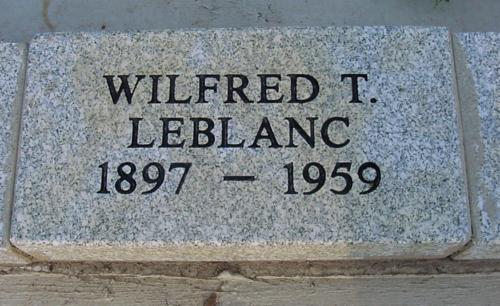 WILFRED T.
LEBLANC
1897 – 1959